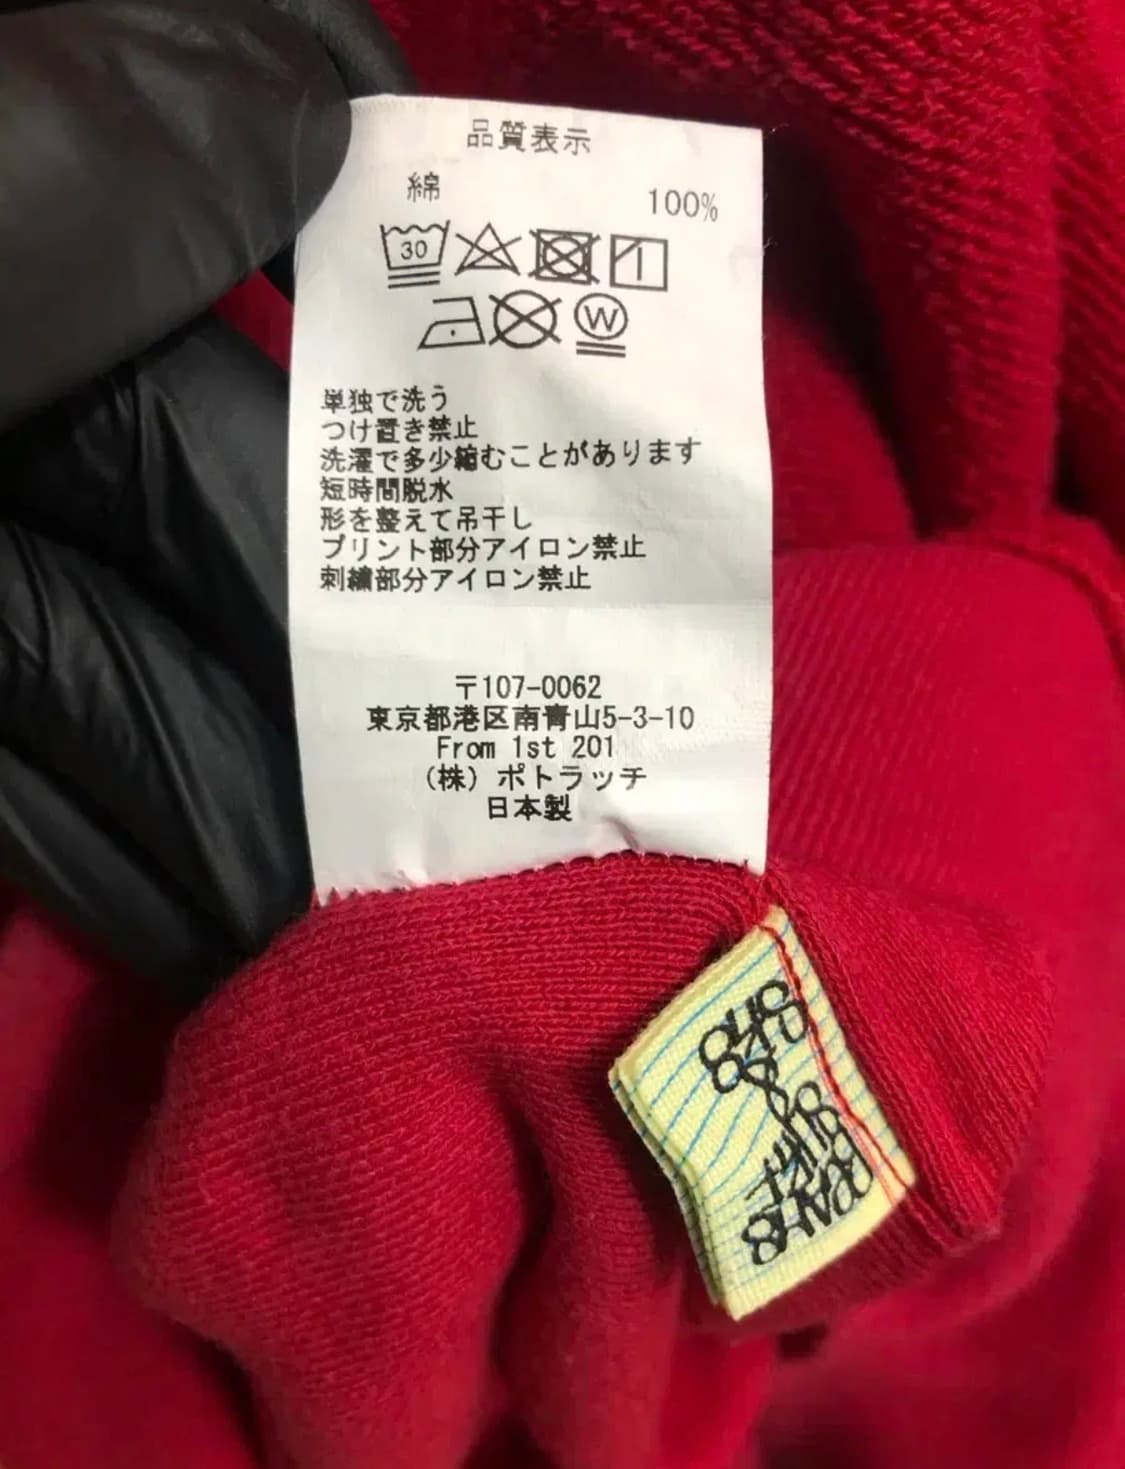 品質表示
綿 100%
30
W
単独で洗う
つけ置き禁止
洗濯で多少縮むことがあります
短時間脱水
形を整えて吊干し
プリント部分アイロン禁止
刺繍部分アイロン禁止
〒107-0062
東京都港区南青山5-3-10
From 1st 201
(株) ポトラッチ
日本製